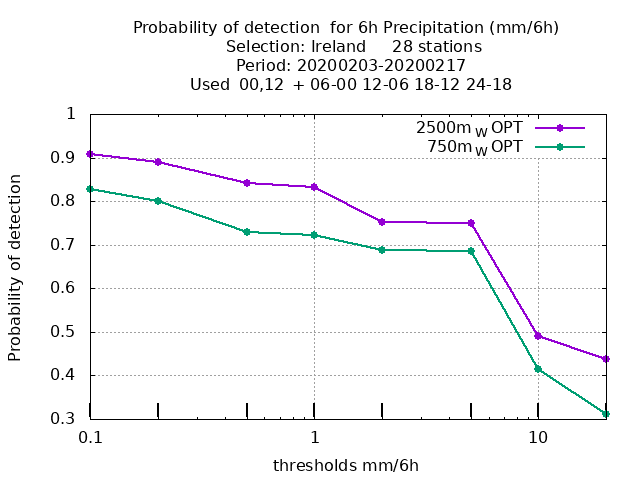 Probability of detection  for 6h Precipitation (mm/6h)
Selection: Ireland     28 stations
Period: 20200203-20200217
Used  00,12  + 06-00 12-06 18-12 24-18
2500m_W OPT
750m_W OPT
1
0.9
0.8
0.7
0.6
0.5
0.4
0.3
Probability of detection
0.1 1 10
thresholds mm/6h